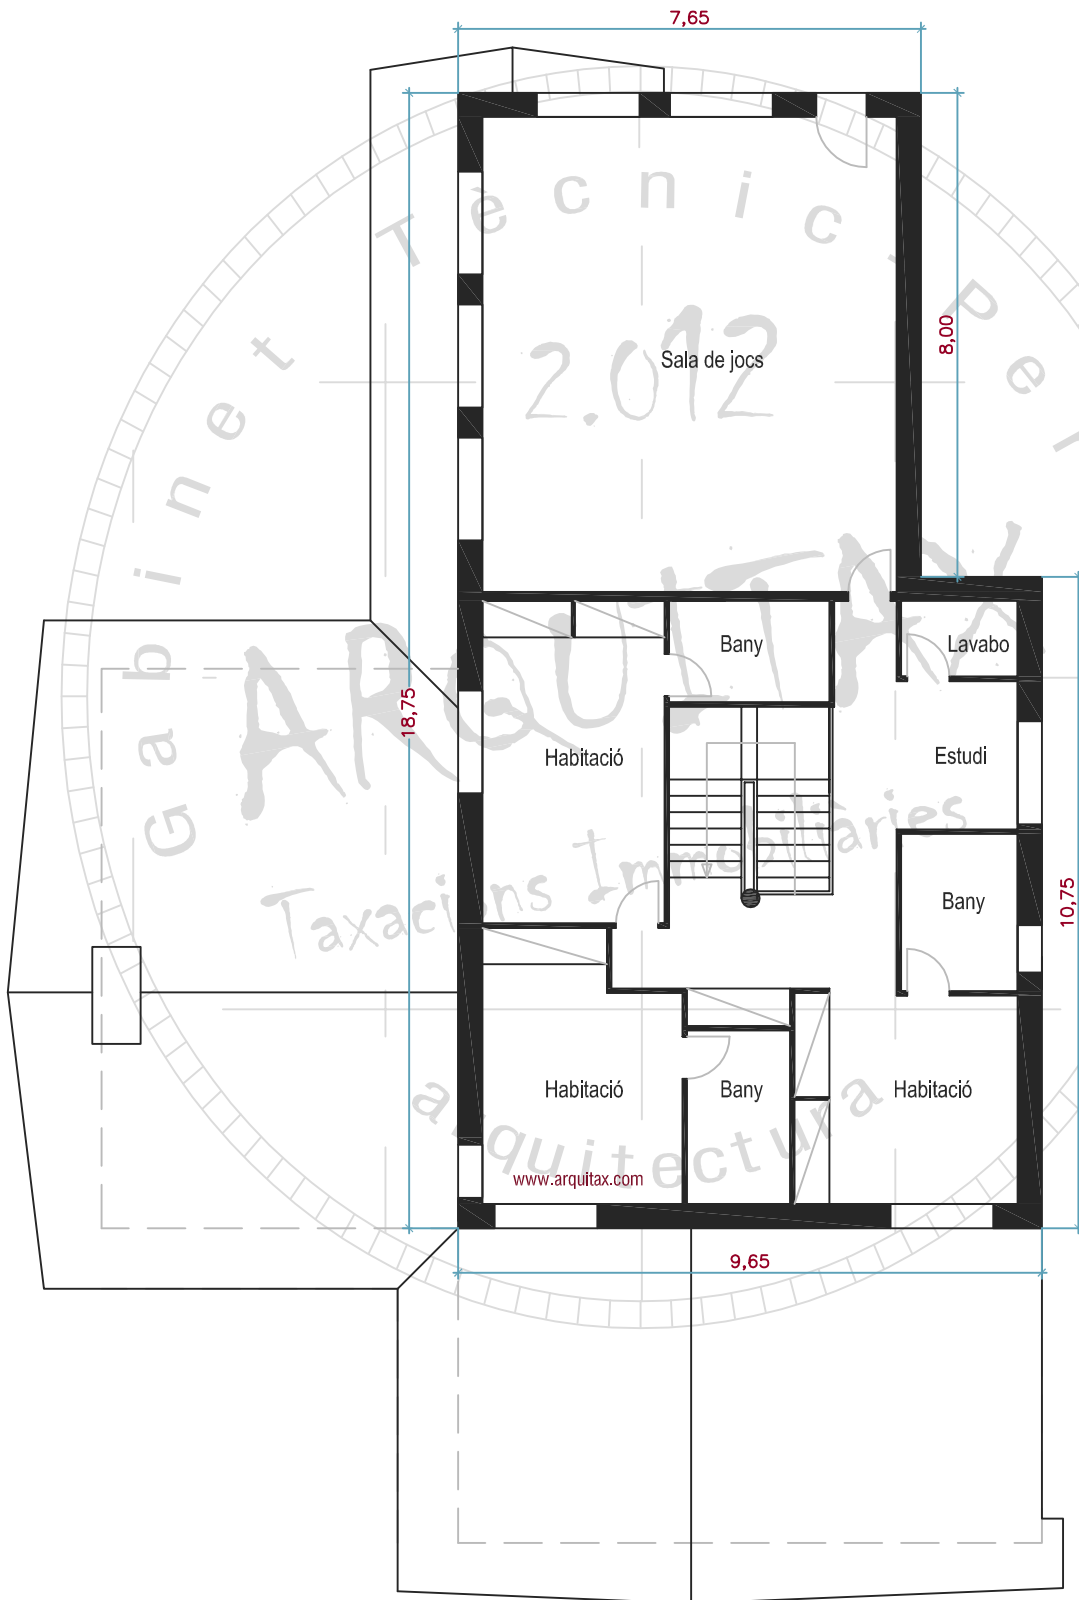 7,65
Gabinet Tècnic, Per
8,00
2.012
Sala de jocs
ARQUITAX
Bany
Lavabo
18,75
Habitació
Estudi
Taxacions Immobiliàries
Bany
10,75
Habitació
Bany
Habitació
arquitectura
www.arquitax.com
9,65